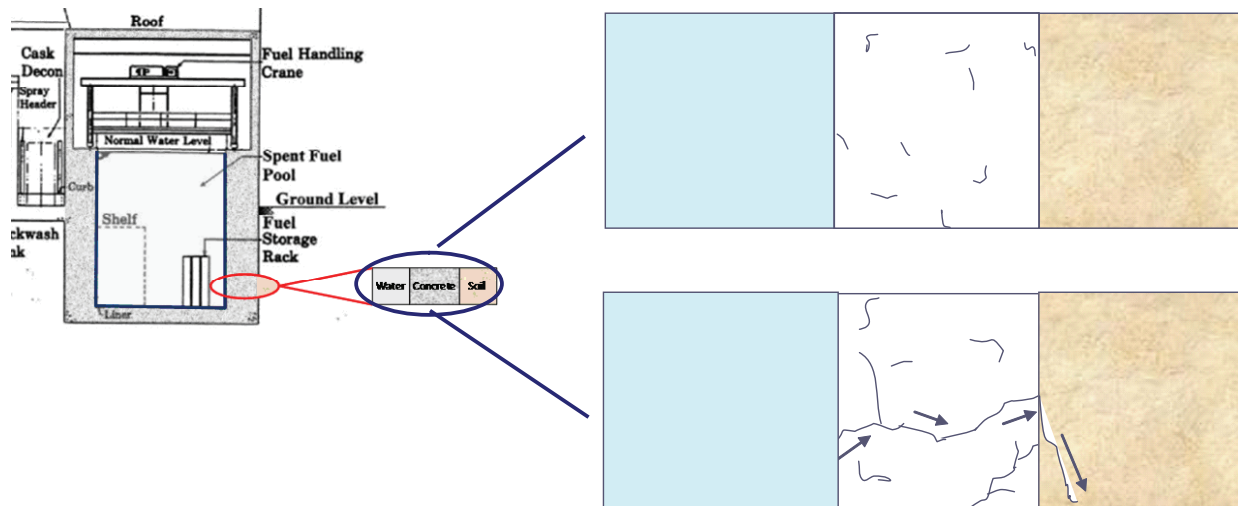 Roof
Cask
Decon
Spray
Header
Fuel Handling
Crane
Normal Water Level
Spent Fuel
Pool
Curb
Ground Level
Shelf
Fuel
Storage
Rack
ckwash
nk
Water
Concrete
Soil
Liner